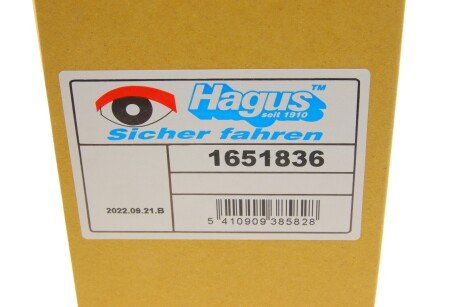 Hagus™
seit 1910
Sicher fahren
1651836
2022.09.21.B
5 410909 385828